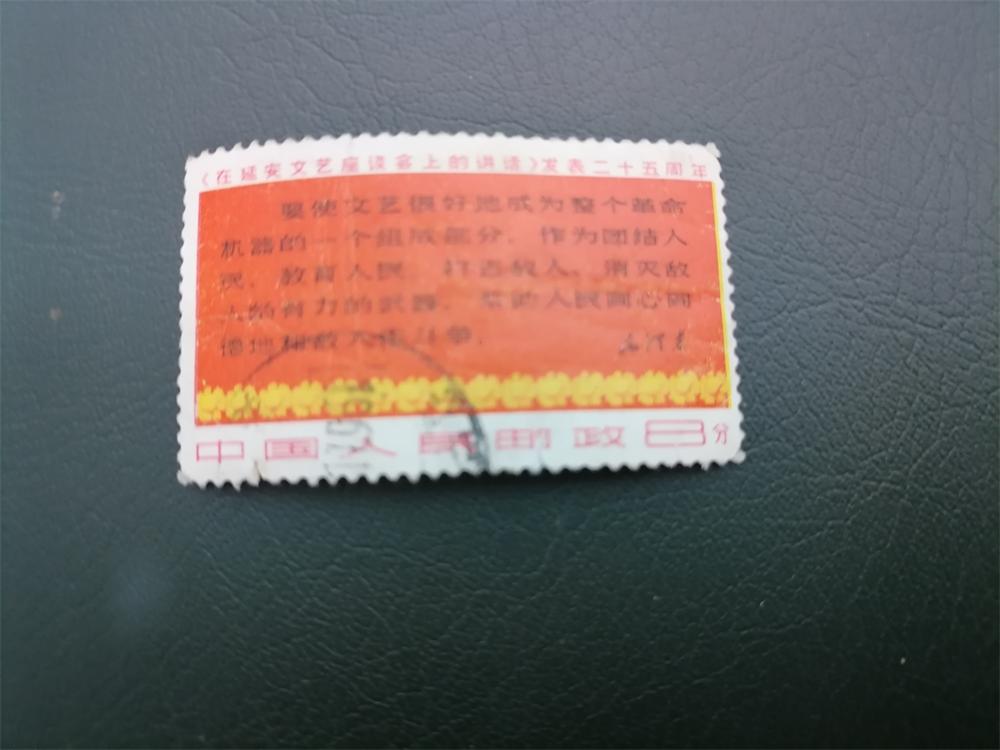 《在延安文艺座谈会上的讲话》发表二十五周年
要使文艺很好地成为整个革命
机器的一个组成部分，作为团结人
民、教育人民、打击敌人、消灭敌
人的有力的武器，帮助人民同心同
德地和敌人作斗争。 毛泽东
中国人民邮政 8分